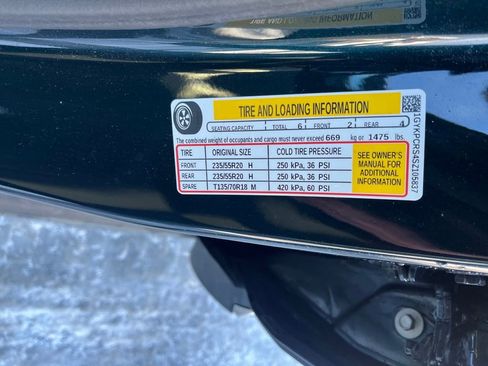 TIRE AND LOADING INFORMATION
SEATING CAPACITY TOTAL 6 FRONT 2 REAR 4
The combined weight of occupants and cargo must never exceed 669 kg or 1475 lbs.
TIRE ORIGINAL SIZE COLD TIRE PRESSURE
FRONT 235/55R20 H 250 kPa, 36 PSI
REAR 235/55R20 H 250 kPa, 36 PSI
SPARE T135/70R18 M 420 kPa, 60 PSI
SEE OWNER'S
MANUAL FOR
ADDITIONAL
INFORMATION
1GYKPCRS4SZ105837